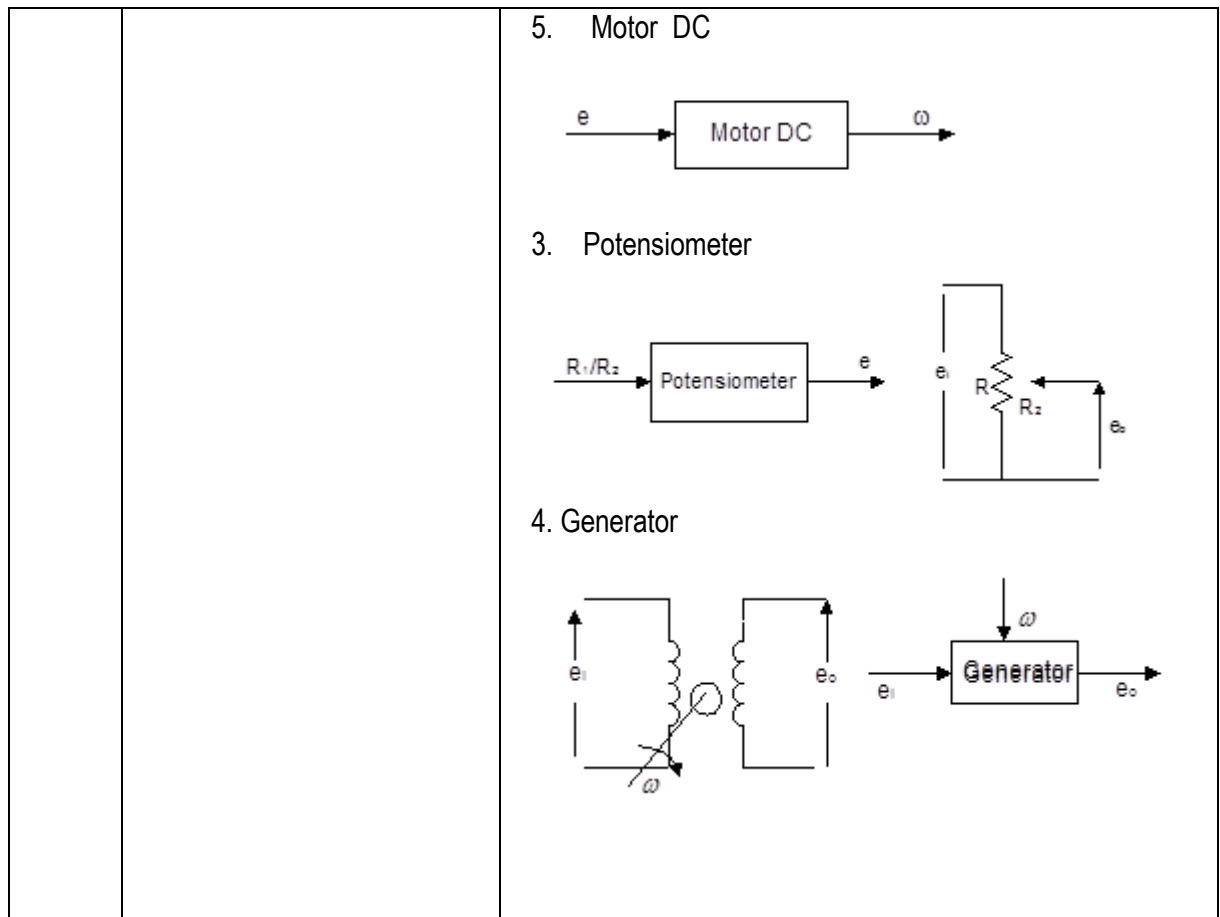 5. Motor DC
e Motor DC ω
3. Potensiometer
R₁/R₂ Potensiometer e
eᵢ R R₂ eₒ
4. Generator
ω
eᵢ eₒ eᵢ Generator eₒ
ω